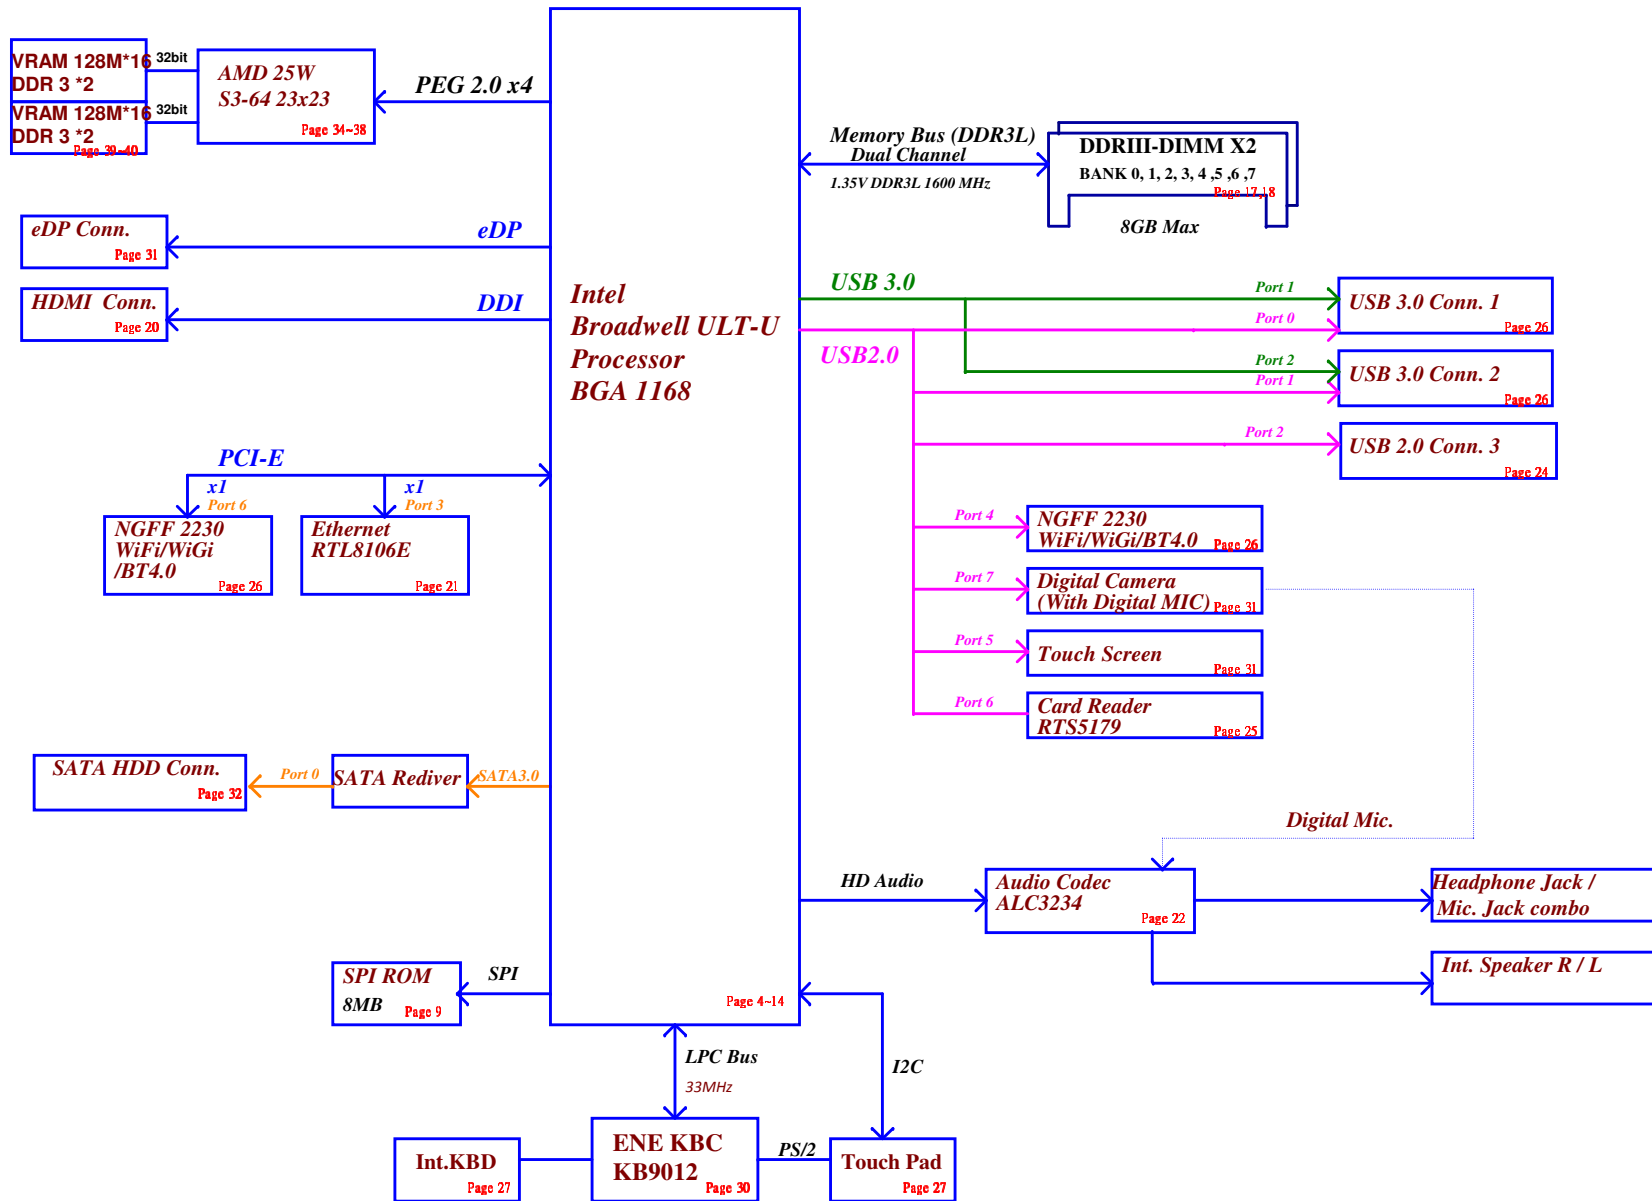 VRAM 128M*16
DDR 3 *2
32bit
VRAM 128M*16
DDR 3 *2
Page 39~40
32bit
AMD 25W
S3-64 23x23
Page 34~38
PEG 2.0 x4
eDP Conn.
Page 31
eDP
HDMI Conn.
Page 20
DDI
PCI-E
x1
Port 6
x1
Port 3
NGFF 2230
WiFi/WiGi
/BT4.0
Page 26
Ethernet
RTL8106E
Page 21
SATA HDD Conn.
Page 32
Port 0
SATA Rediver
SATA3.0
SPI ROM
8MB
Page 9
SPI
Intel
Broadwell ULT-U
Processor
BGA 1168
Page 4~14
Memory Bus (DDR3L)
Dual Channel
1.35V DDR3L 1600 MHz
DDRIII-DIMM X2
BANK 0, 1, 2, 3, 4 ,5 ,6 ,7
Page 17,18
8GB Max
USB 3.0
USB2.0
Port 1
Port 0
USB 3.0 Conn. 1
Page 26
Port 2
Port 1
USB 3.0 Conn. 2
Page 26
Port 2
USB 2.0 Conn. 3
Page 24
Port 4
NGFF 2230
WiFi/WiGi/BT4.0
Page 26
Port 7
Digital Camera
(With Digital MIC)
Page 31
Port 5
Touch Screen
Page 31
Port 6
Card Reader
RTS5179
Page 25
Digital Mic.
HD Audio
Audio Codec
ALC3234
Page 22
Headphone Jack /
Mic. Jack combo
Int. Speaker R / L
LPC Bus
33MHz
I2C
Int.KBD
Page 27
ENE KBC
KB9012
Page 30
PS/2
Touch Pad
Page 27